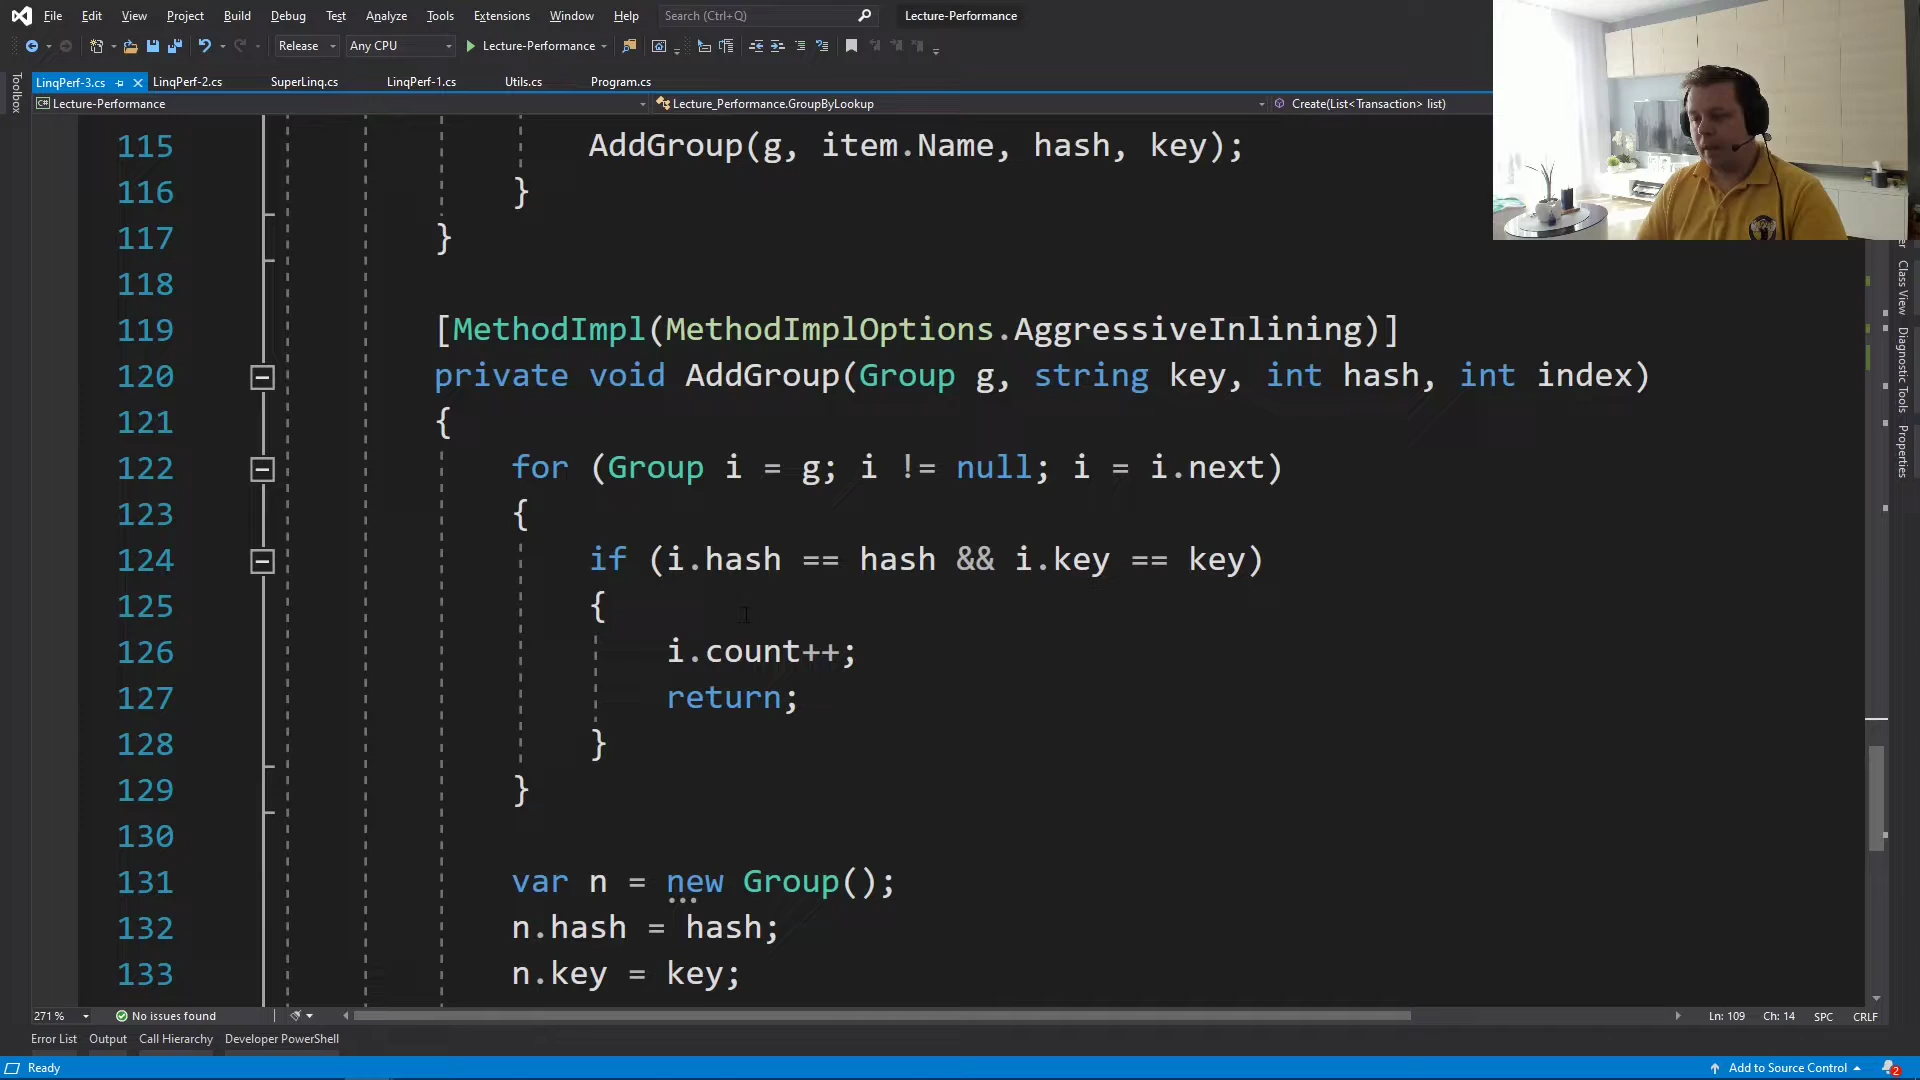 File Edit View Project Build Debug Test Analyze Tools Extensions Window Help Search (Ctrl+Q) Lecture-Performance
Release Any CPU Lecture-Performance
Toolbox
LinqPerf-3.cs LinqPerf-2.cs SuperLinq.cs LinqPerf-1.cs Utils.cs Program.cs
Lecture-Performance Lecture_Performance.GroupByLookup Create(List<Transaction> list)
115 AddGroup(g, item.Name, hash, key);
116 }
117 }
118
119 [MethodImpl(MethodImplOptions.AggressiveInlining)]
120 private void AddGroup(Group g, string key, int hash, int index)
121 {
122 for (Group i = g; i != null; i = i.next)
123 {
124 if (i.hash == hash && i.key == key)
125 {
126 i.count++;
127 return;
128 }
129 }
130
131 var n = new Group();
132 n.hash = hash;
133 n.key = key;
Class View
Diagnostic Tools
Properties
271 % No issues found Ln: 109 Ch: 14 SPC CRLF
Error List Output Call Hierarchy Developer PowerShell
Ready Add to Source Control 2